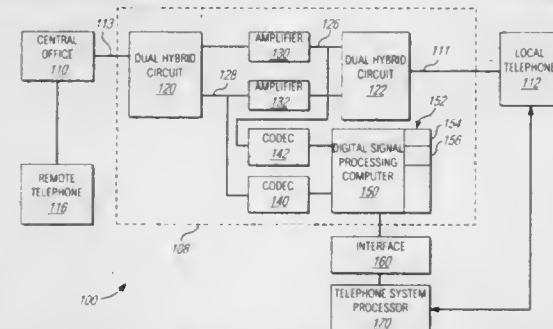 113
CENTRAL
OFFICE
110
DUAL HYBRID
CIRCUIT
120
128
AMPLIFIER
130
126
AMPLIFIER
132
DUAL HYBRID
CIRCUIT
122
111
LOCAL
TELEPHONE
112
REMOTE
TELEPHONE
116
CODEC
142
CODEC
140
DIGITAL SIGNAL
PROCESSING
COMPUTER
150
152
154
156
108
INTERFACE
160
100
TELEPHONE SYSTEM
PROCESSOR
170